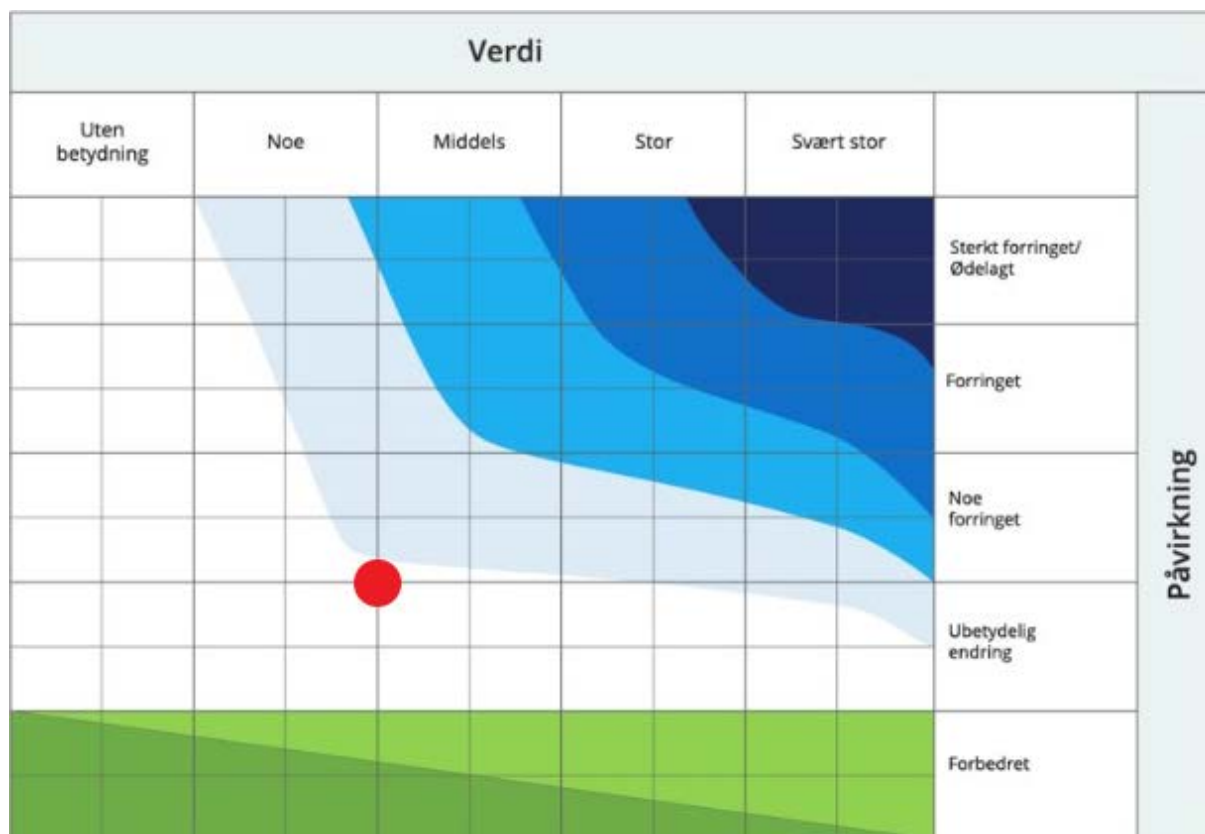 Verdi
Uten
betydning
Noe
Middels
Stor
Svært stor
Sterkt forringet/
Ødelagt
Forringet
Noe
forringet
Ubetydelig
endring
Forbedret
Påvirkning